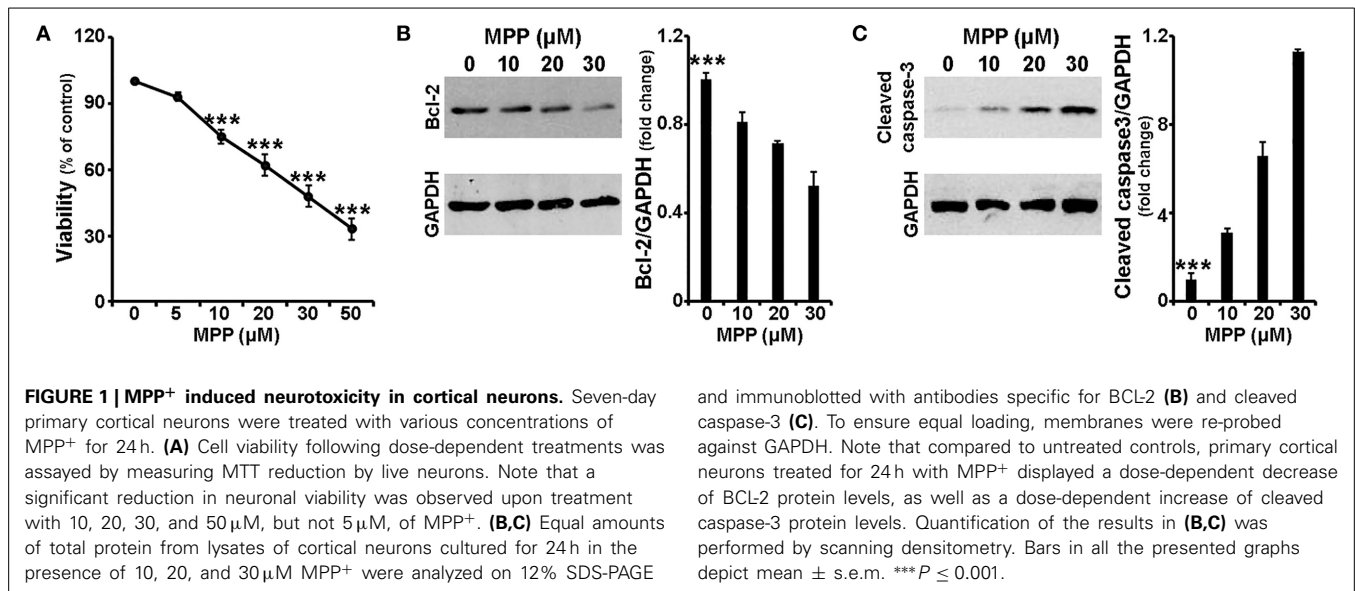 A
120
90
60
30
0
Viability (% of control)
***
***
***
***
0 5 10 20 30 50
MPP (µM)
B
MPP (µM)
0 10 20 30
Bcl-2
GAPDH
1.2
0.8
0.4
0
Bcl-2/GAPDH (fold change)
***
0 10 20 30
MPP (µM)
C
MPP (µM)
0 10 20 30
Cleaved
caspase-3
GAPDH
12
8
4
0
Cleaved caspase3/GAPDH
(fold change)
***
0 10 20 30
MPP (µM)
FIGURE 1 | MPP+ induced neurotoxicity in cortical neurons. Seven-day
primary cortical neurons were treated with various concentrations of
MPP+ for 24 h. (A) Cell viability following dose-dependent treatments was
assayed by measuring MTT reduction by live neurons. Note that a
significant reduction in neuronal viability was observed upon treatment
with 10, 20, 30, and 50 µM, but not 5 µM, of MPP+. (B,C) Equal amounts
of total protein from lysates of cortical neurons cultured for 24 h in the
presence of 10, 20, and 30 µM MPP+ were analyzed on 12% SDS-PAGE
and immunoblotted with antibodies specific for BCL-2 (B) and cleaved
caspase-3 (C). To ensure equal loading, membranes were re-probed
against GAPDH. Note that compared to untreated controls, primary cortical
neurons treated for 24 h with MPP+ displayed a dose-dependent decrease
of BCL-2 protein levels, as well as a dose-dependent increase of cleaved
caspase-3 protein levels. Quantification of the results in (B,C) was
performed by scanning densitometry. Bars in all the presented graphs
depict mean ± s.e.m. ***P ≤ 0.001.